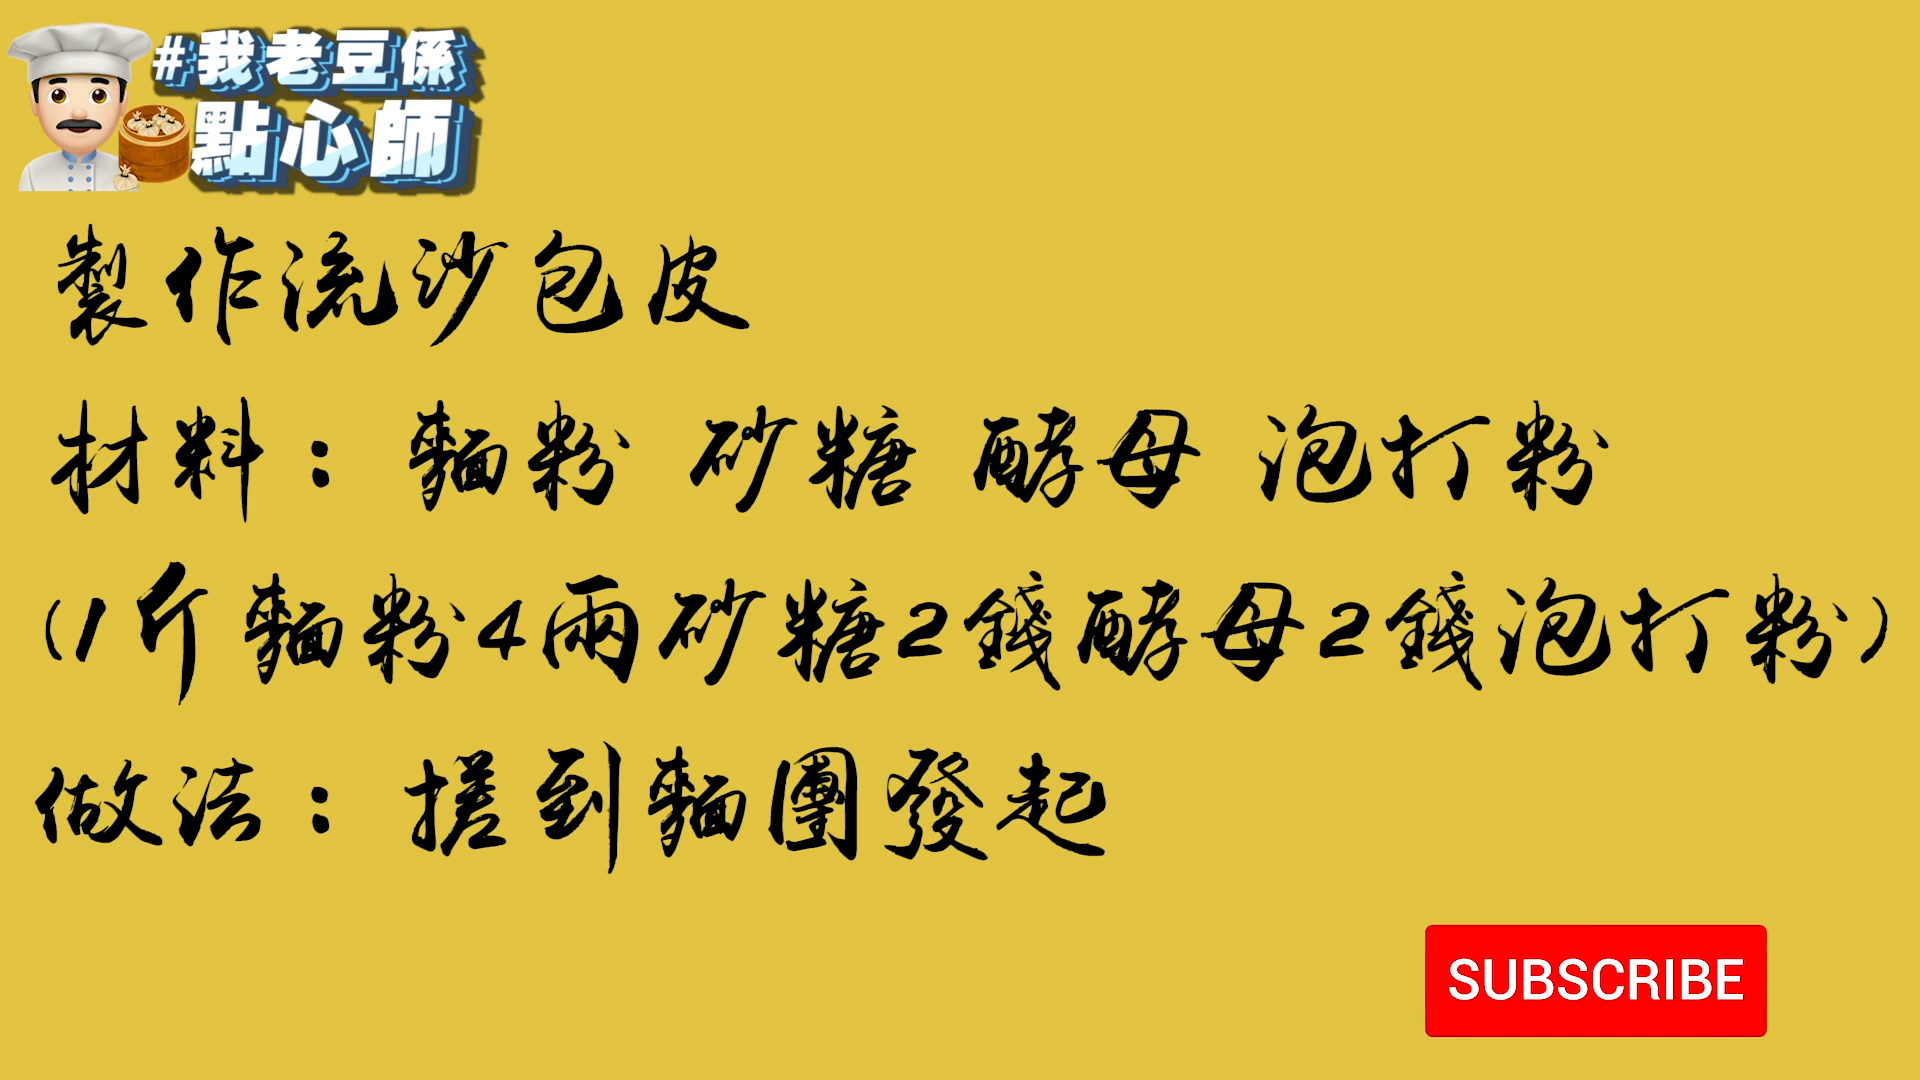 #我老豆係
點心師
製作流沙包皮
材料：麵粉 砂糖 酵母 泡打粉
(1斤麵粉4兩砂糖2錢酵母2錢泡打粉)
做法：搓到麵團發起
SUBSCRIBE